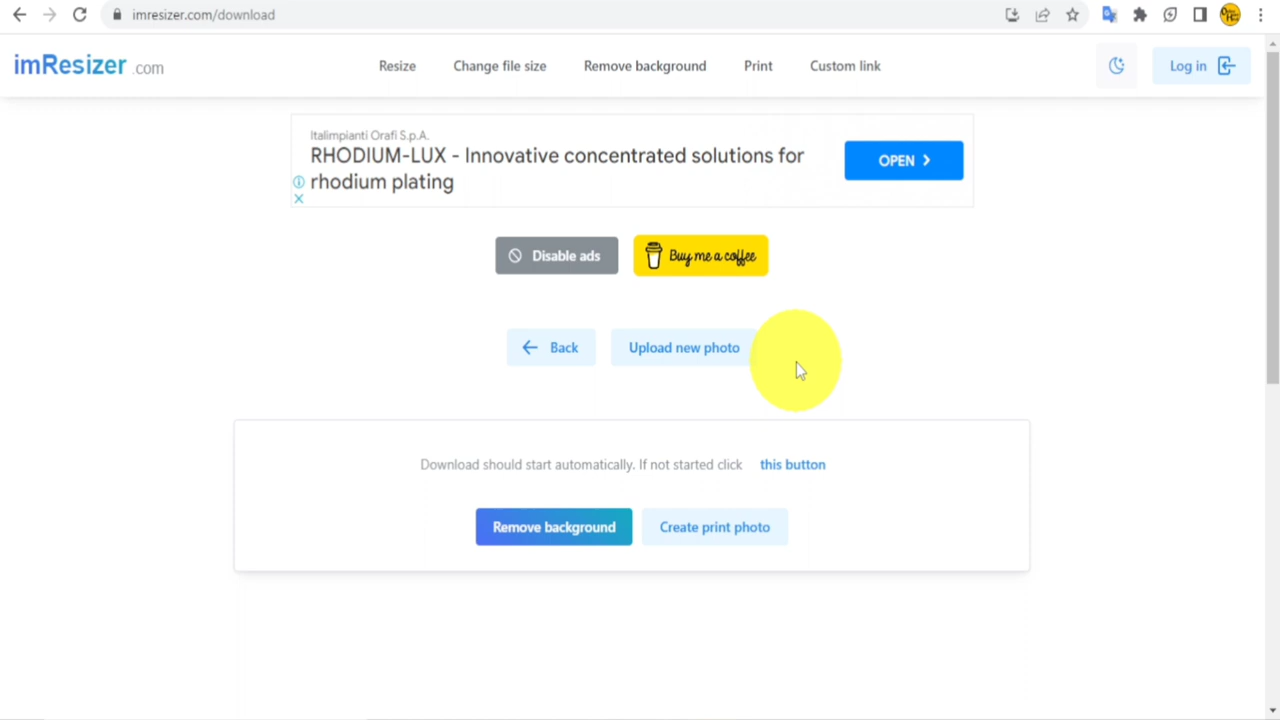 imresizer.com/download
imResizer .com
Resize
Change file size
Remove background
Print
Custom link
Log in
Italimpianti Orafi S.p.A.
RHODIUM-LUX - Innovative concentrated solutions for
rhodium plating
OPEN
Disable ads
Buy me a coffee
Back
Upload new photo
Download should start automatically. If not started click this button
Remove background
Create print photo